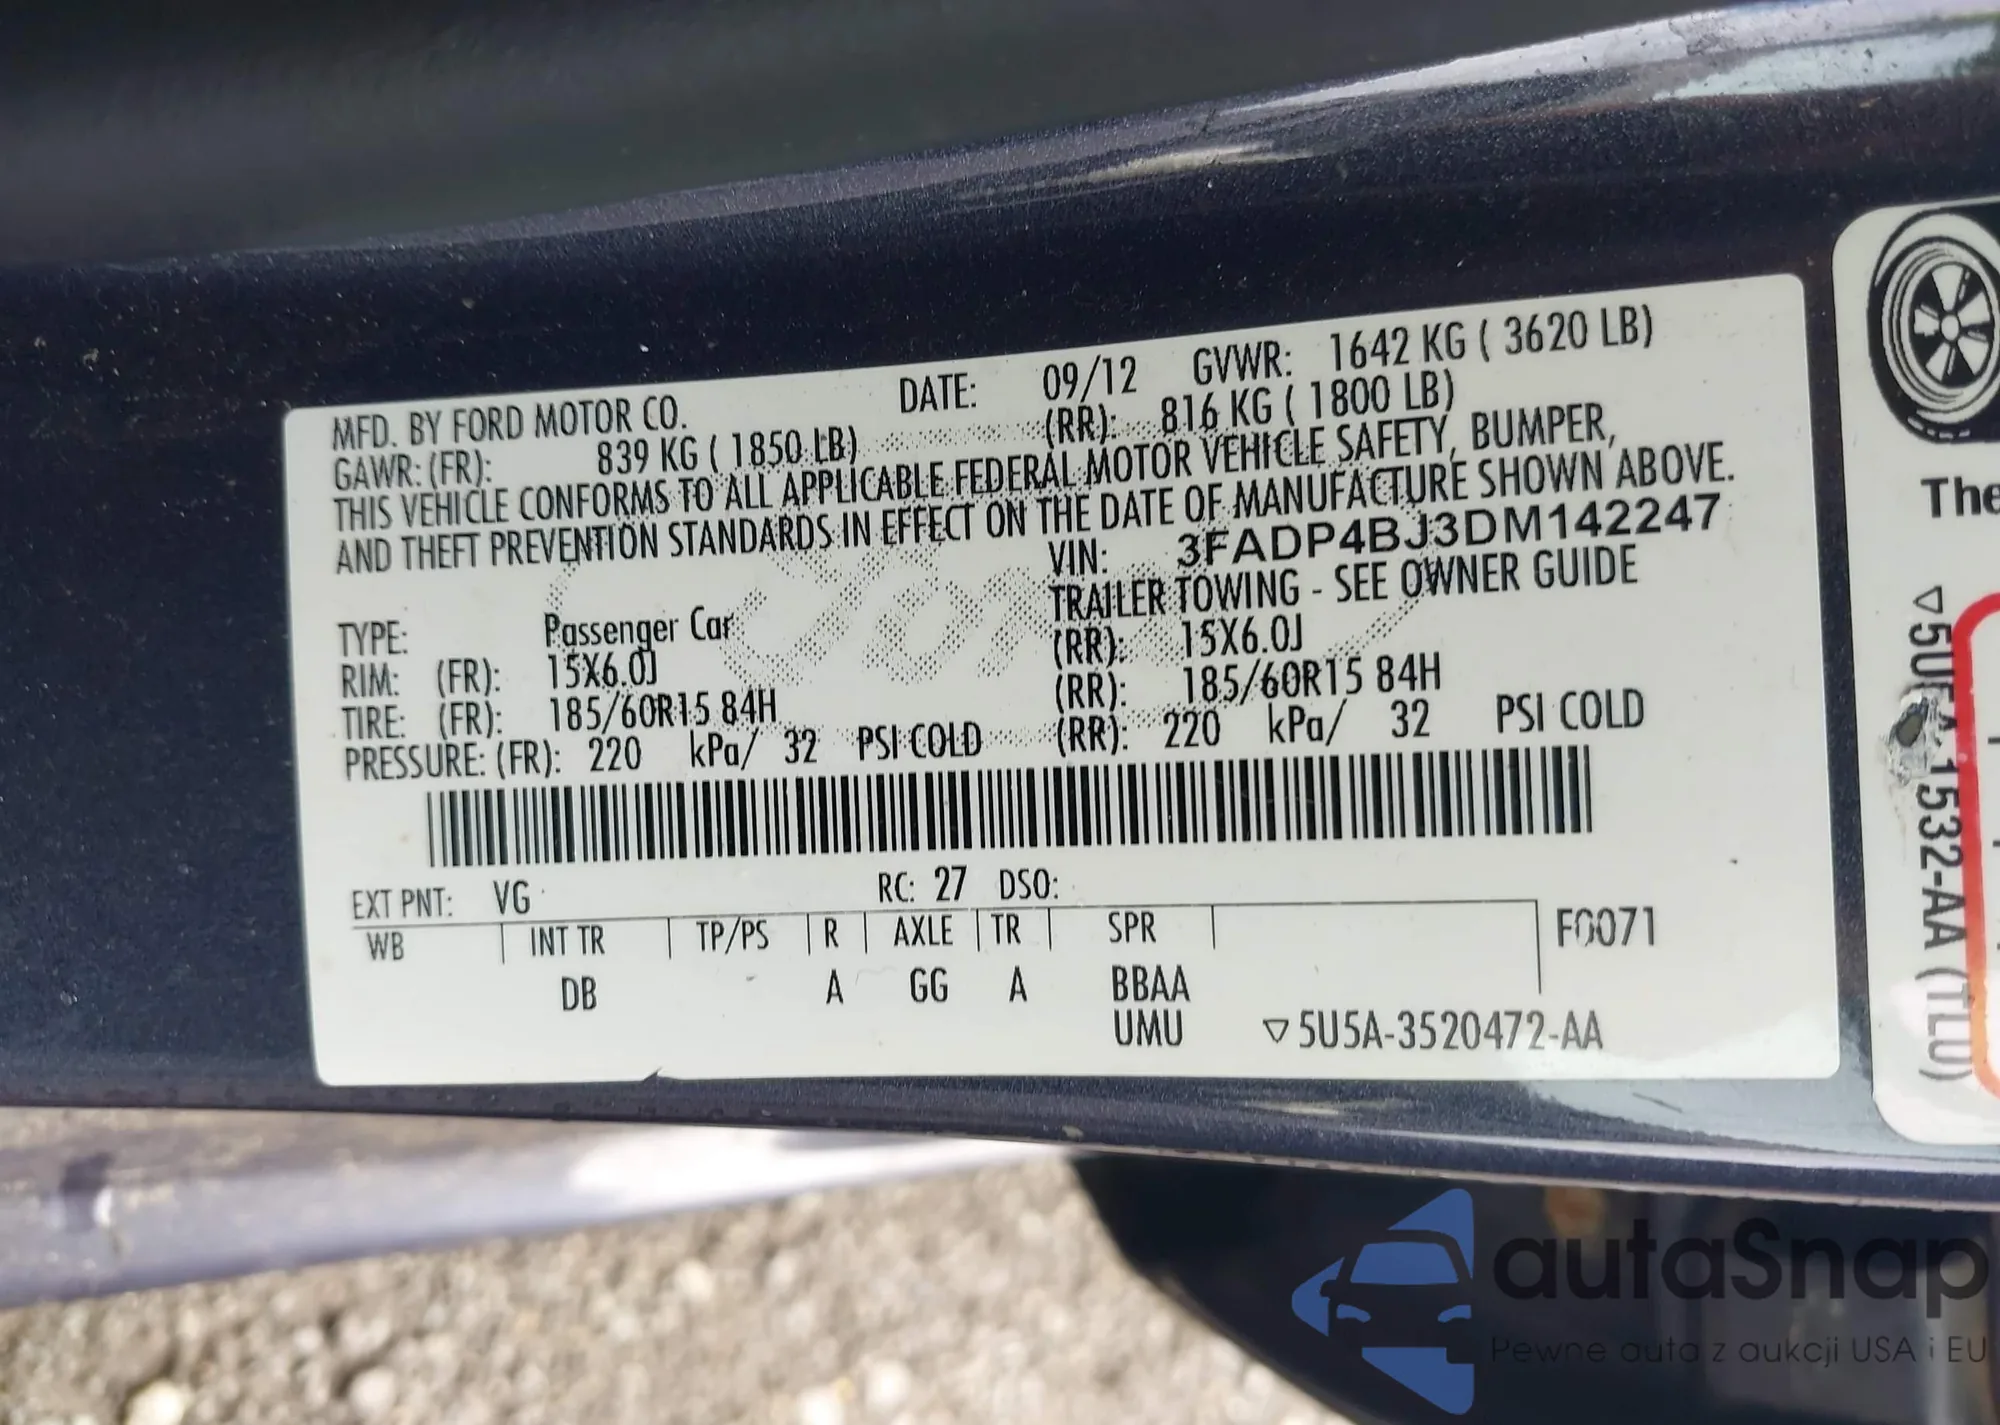 MFD. BY FORD MOTOR CO. DATE: 09/12 GVWR: 1642 KG ( 3620 LB)
GAWR: (FR): 839 KG ( 1850 LB) (RR): 816 KG ( 1800 LB)
THIS VEHICLE CONFORMS TO ALL APPLICABLE FEDERAL MOTOR VEHICLE SAFETY, BUMPER,
AND THEFT PREVENTION STANDARDS IN EFFECT ON THE DATE OF MANUFACTURE SHOWN ABOVE.
VIN: 3FADP4BJ3DM142247
TYPE: Passenger Car TRAILER TOWING - SEE OWNER GUIDE
RIM: (FR): 15X6.0J (RR): 15X6.0J
TIRE: (FR): 185/60R15 84H (RR): 185/60R15 84H
PRESSURE: (FR): 220 kPa/ 32 PSI COLD (RR): 220 kPa/ 32 PSI COLD
EXT PNT: VG RC: 27 DSO:
WB INT TR TP/PS R AXLE TR SPR F0071
DB A GG A BBAA
UMU ▽5U5A-3520472-AA
The
1532-AA (TLU)
autaSnap
Pewne auta z aukcji USA i EU